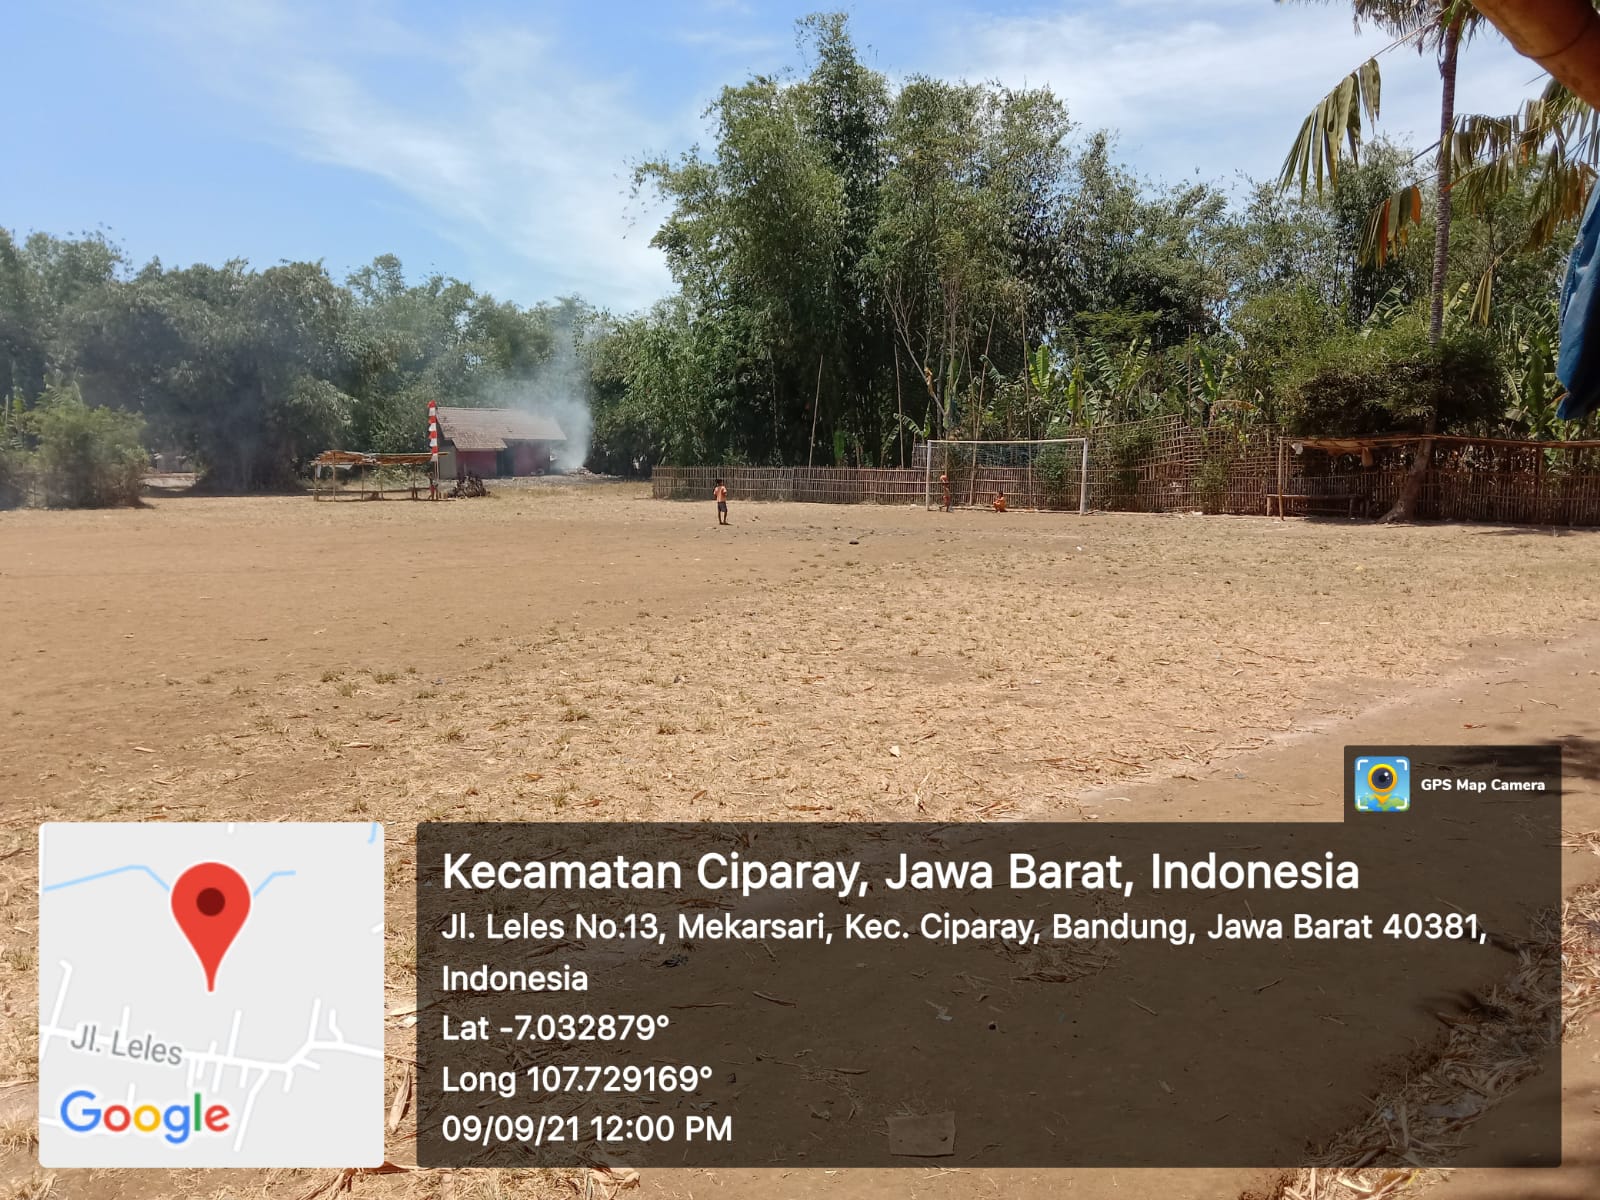 GPS Map Camera
Kecamatan Ciparay, Jawa Barat, Indonesia
Jl. Leles No.13, Mekarsari, Kec. Ciparay, Bandung, Jawa Barat 40381,
Indonesia
Lat -7.032879°
Long 107.729169°
09/09/21 12:00 PM
Jl. Leles
Google